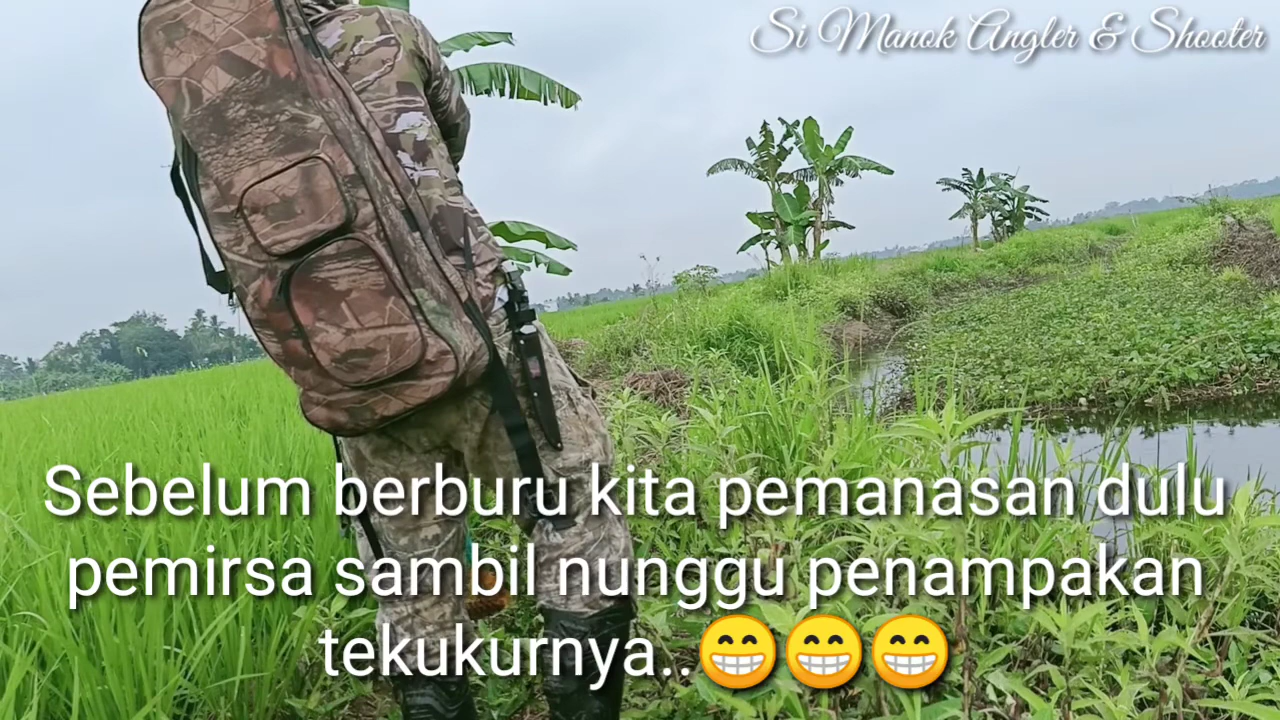 Si Manok Angler & Shooter
Sebelum berburu kita pemanasan dulu
pemirsa sambil nunggu penampakan
tekukurnya..😁😁😁